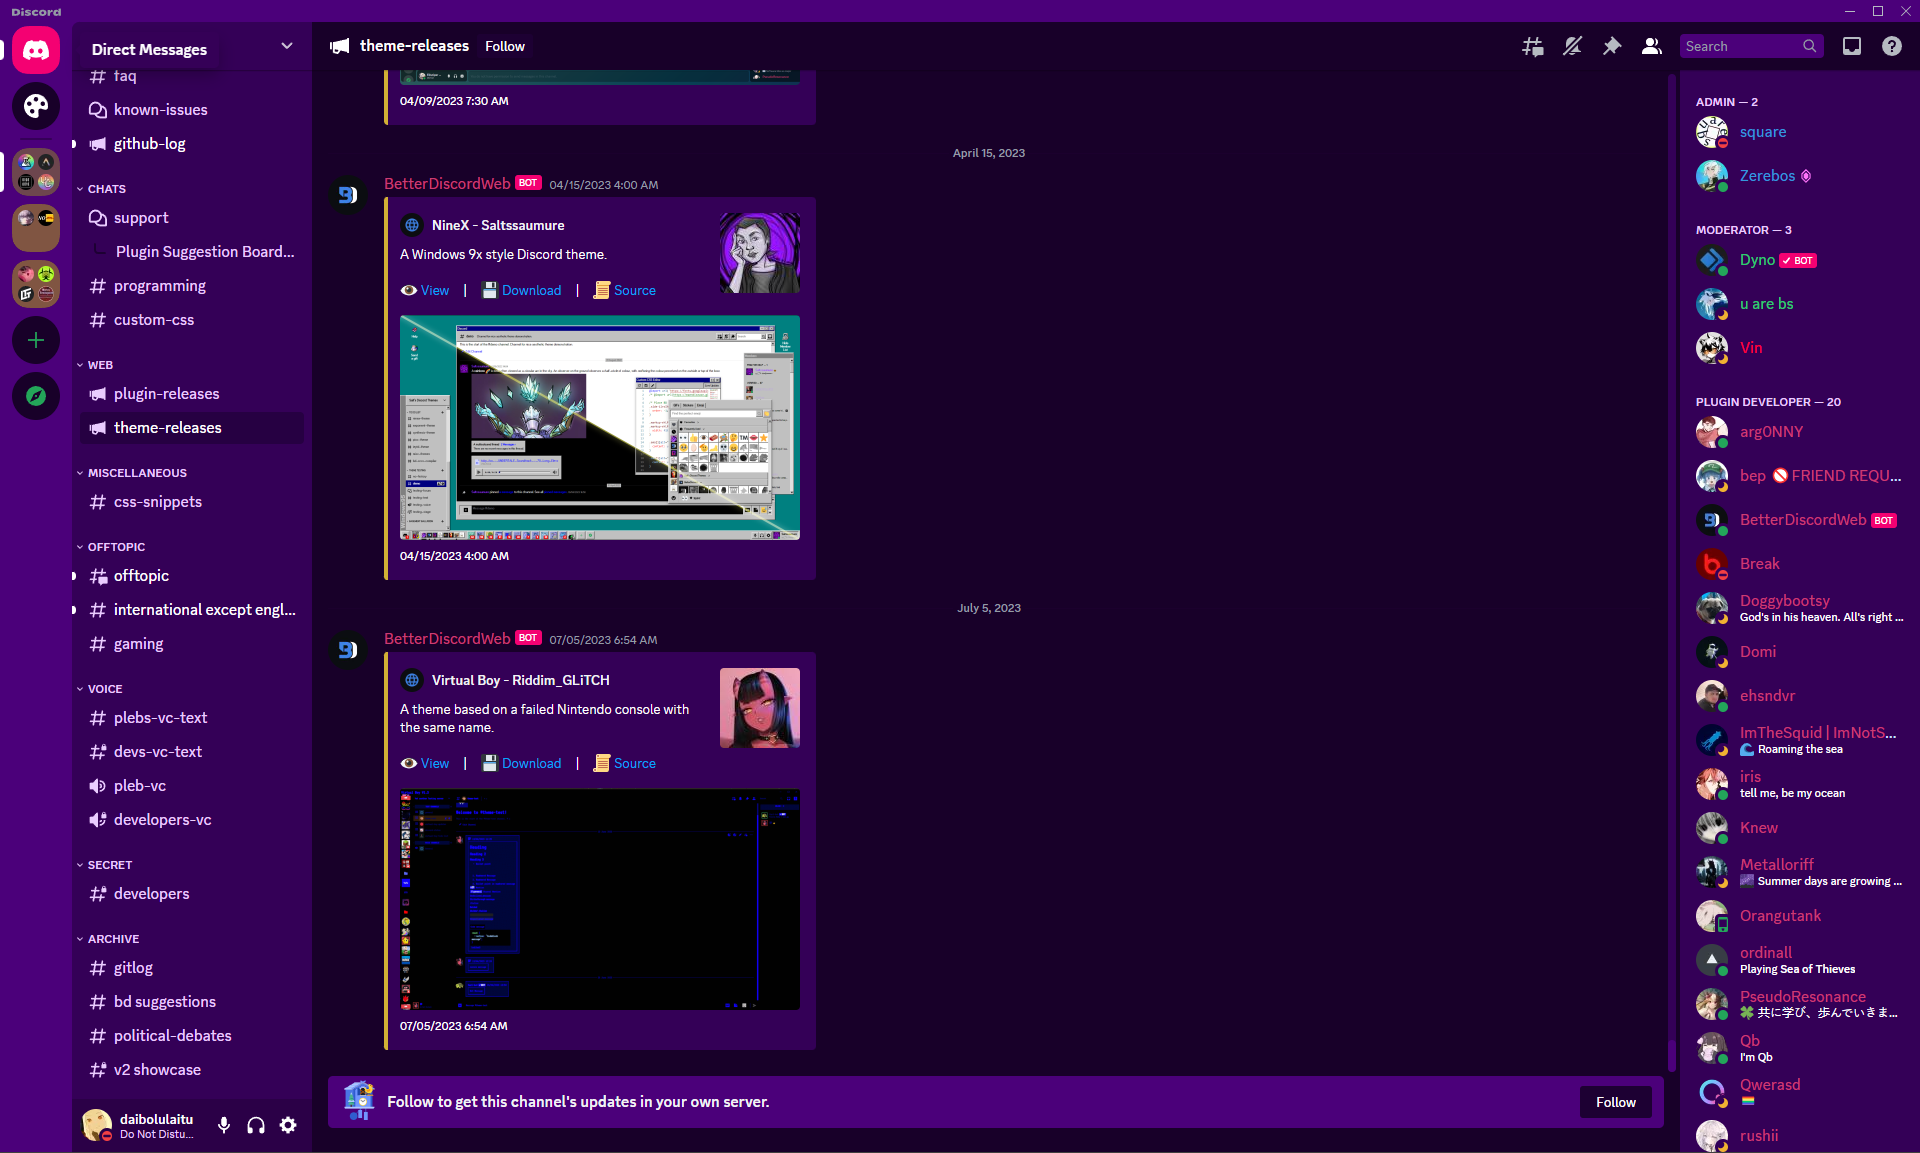 Discord
Direct Messages
theme-releases
Follow
Search
faq
known-issues
github-log
CHATS
support
Plugin Suggestion Board...
programming
custom-css
WEB
plugin-releases
theme-releases
MISCELLANEOUS
css-snippets
OFFTOPIC
offtopic
international except engl...
gaming
VOICE
plebs-vc-text
devs-vc-text
pleb-vc
developers-vc
SECRET
developers
ARCHIVE
gitlog
bd suggestions
political-debates
v2 showcase
daibolulaitu
Do Not Distu...
04/09/2023 7:30 AM
April 15, 2023
BetterDiscordWeb BOT 04/15/2023 4:00 AM
NineX - Saltssaumure
A Windows 9x style Discord theme.
View | Download | Source
04/15/2023 4:00 AM
July 5, 2023
BetterDiscordWeb BOT 07/05/2023 6:54 AM
Virtual Boy - Riddim_GLiTCH
A theme based on a failed Nintendo console with
the same name.
View | Download | Source
07/05/2023 6:54 AM
Follow to get this channel's updates in your own server.
Follow
ADMIN — 2
square
Zerebos
MODERATOR — 3
Dyno BOT
u are bs
Vin
PLUGIN DEVELOPER — 20
arg0NNY
bep 🚫 FRIEND REQU...
BetterDiscordWeb BOT
Break
Doggybootsy
God's in his heaven. All's right ...
Domi
ehsndvr
ImTheSquid | ImNotS...
🌊 Roaming the sea
iris
tell me, be my ocean
Knew
Metalloriff
Summer days are growing ...
Orangutank
ordinall
Playing Sea of Thieves
PseudoResonance
🍀 共に学び、歩んでいきま...
Qb
I'm Qb
Qwerasd
rushii